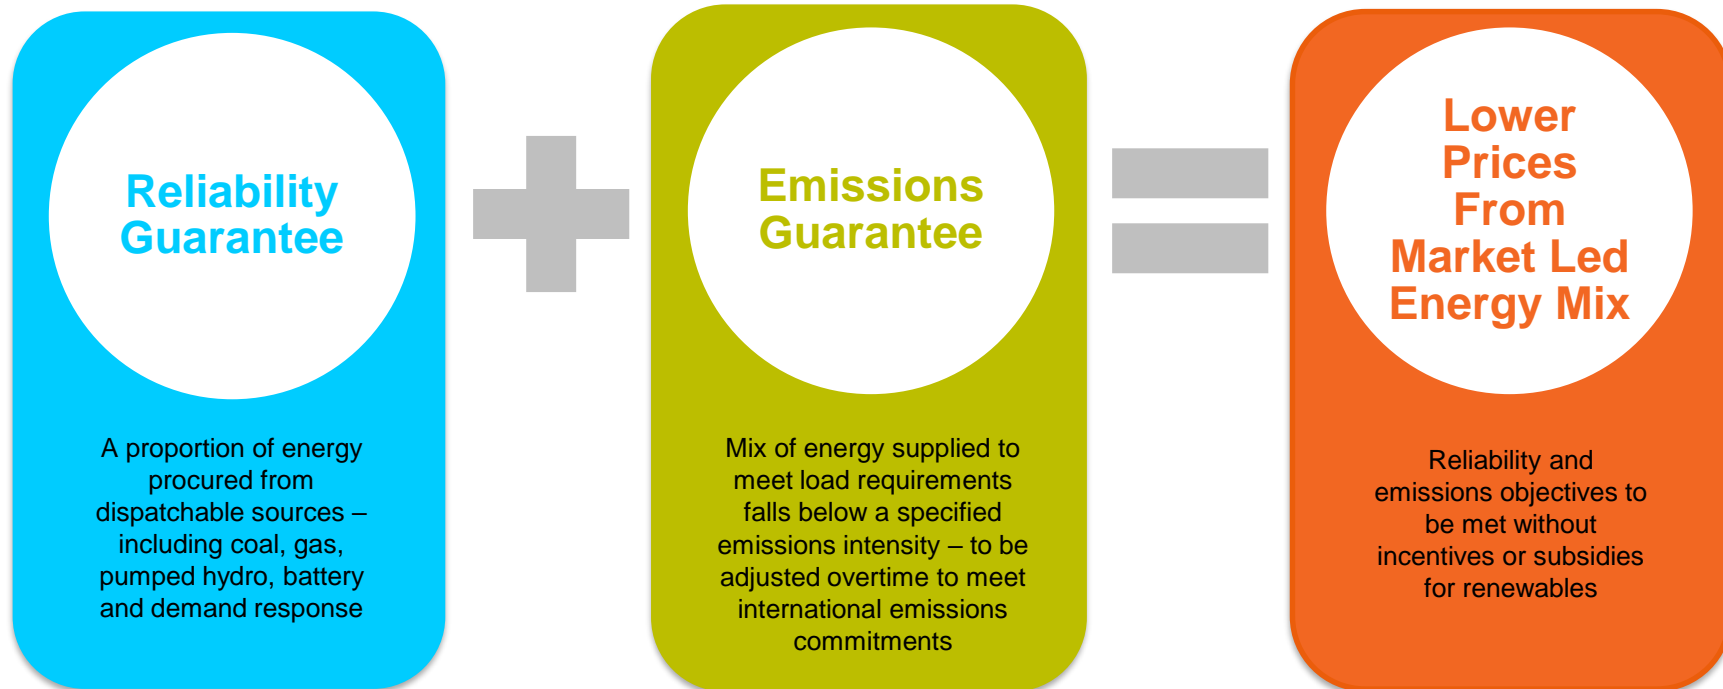 Reliability
Guarantee
A proportion of energy
procured from
dispatchable sources –
including coal, gas,
pumped hydro, battery
and demand response
Emissions
Guarantee
Mix of energy supplied to
meet load requirements
falls below a specified
emissions intensity – to be
adjusted overtime to meet
international emissions
commitments
Lower
Prices
From
Market Led
Energy Mix
Reliability and
emissions objectives to
be met without
incentives or subsidies
for renewables